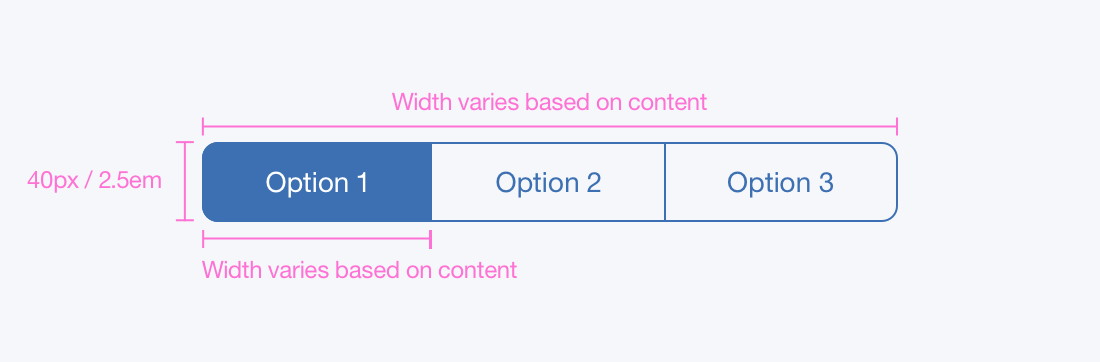 Width varies based on content
40px / 2.5em
Option 1
Option 2
Option 3
Width varies based on content